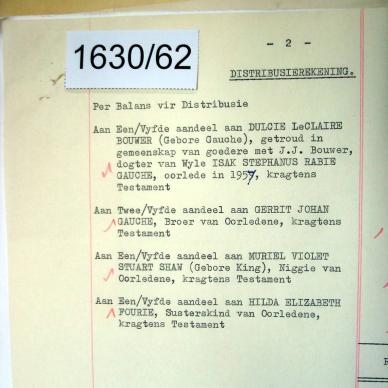 1630/62
- 2 -
DISTRIBUSIEREKENING.
Per Balans vir Distribusie
Aan Een/Vyfde aandeel aan DULCIE LeCLAIRE
BOUWER (Gebore Gauche), getroud in
gemeenskap van goedere met J.J. Bouwer,
dogter van Wyle ISAK STEPHANUS RABIE
GAUCHE, oorlede in 1957, kragtens
Testament
Aan Twee/Vyfde aandeel aan GERRIT JOHAN
GAUCHE, Broer van Oorledene, kragtens
Testament
Aan Een/Vyfde aandeel aan MURIEL VIOLET
STUART SHAW (Gebore King), Niggie van
Oorledene, kragtens Testament
Aan Een/Vyfde aandeel aan HILDA ELIZABETH
FOURIE, Susterskind van Oorledene,
kragtens Testament